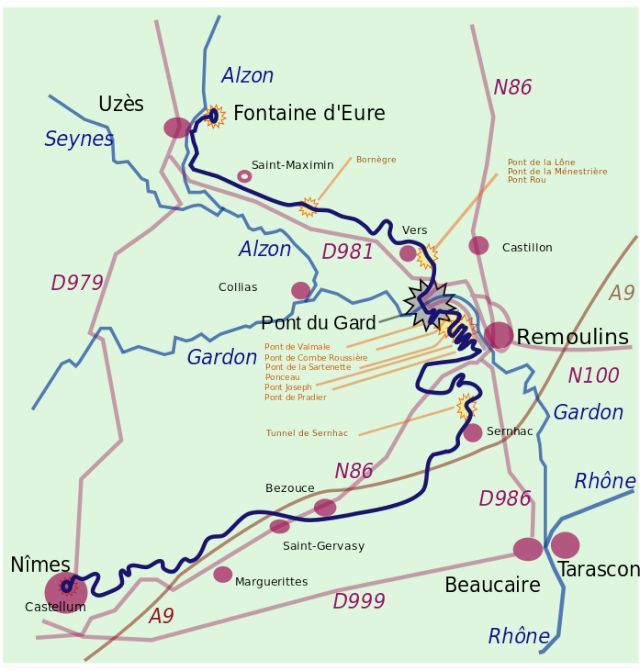 Alzon
N86
Uzès
Fontaine d'Eure
Seynes
Saint-Maximin
Bornègre
Pont de la Lône
Pont de la Ménestrière
Pont Rou
Vers
Castillon
Alzon
D981
D979
Collias
A9
Pont du Gard
Remoulins
Pont de Valmale
Pont de Combe Roussière
Pont de la Sartenette
Ponceau
Pont Joseph
Pont de Pradier
Gardon
N100
Gardon
Tunnel de Sernhac
Sernhac
N86
Rhône
Bezouce
D986
Saint-Gervasy
Nîmes
Marguerittes
Beaucaire
Tarascon
Castellum
A9
D999
Rhône